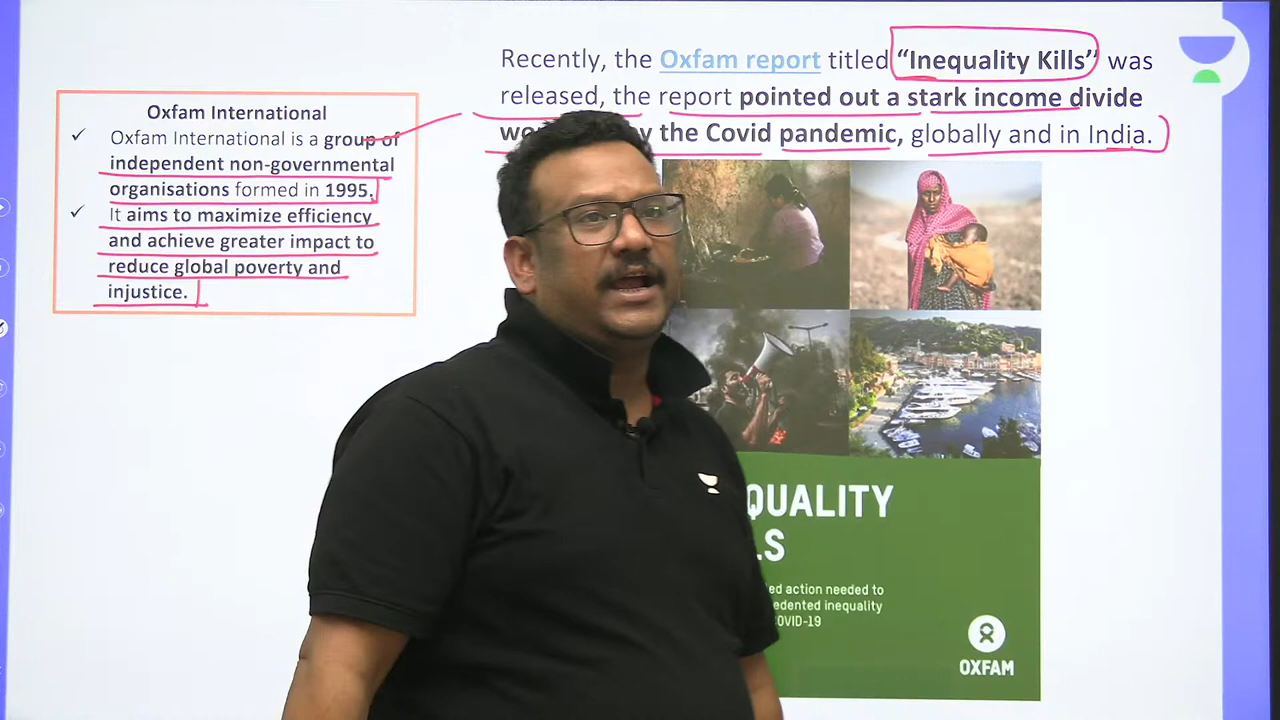 Recently, the Oxfam report titled “Inequality Kills” was
released, the report pointed out a stark income divide
by the Covid pandemic, globally and in India.
Oxfam International
Oxfam International is a group of
independent non-governmental
organisations formed in 1995.
It aims to maximize efficiency
and achieve greater impact to
reduce global poverty and
injustice.
QUALITY
LS
ed action needed to
edented inequality
OVID-19
OXFAM